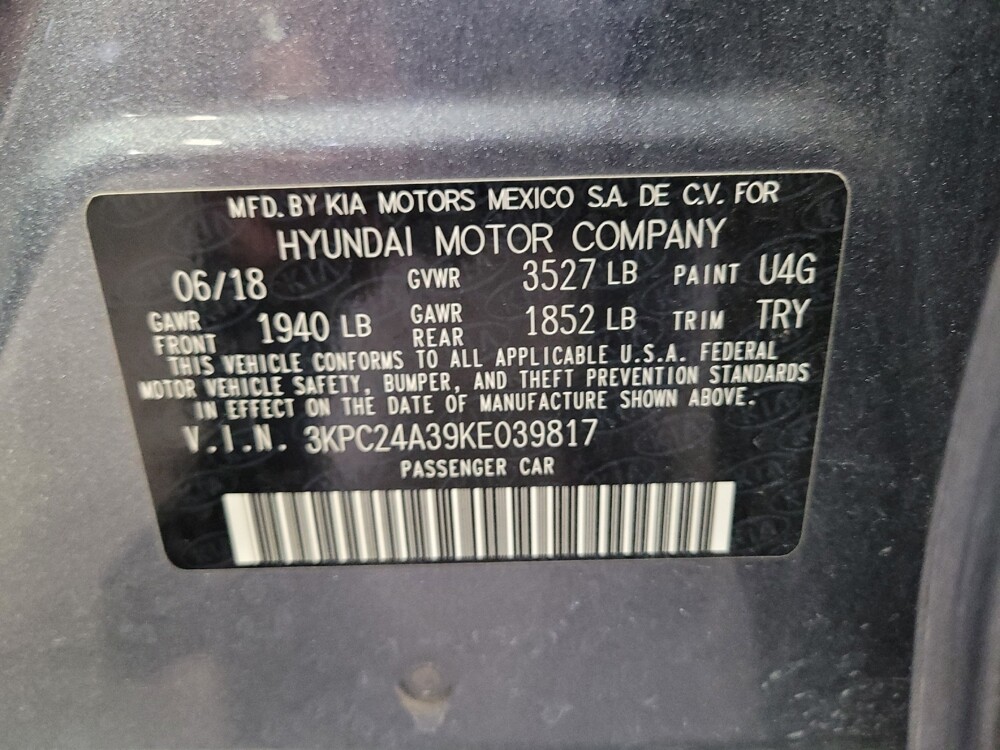 MFD. BY KIA MOTORS MEXICO S.A. DE C.V. FOR
HYUNDAI MOTOR COMPANY
06/18 GVWR 3527 LB PAINT U4G
GAWR FRONT 1940 LB GAWR REAR 1852 LB TRIM TRY
THIS VEHICLE CONFORMS TO ALL APPLICABLE U.S.A. FEDERAL
MOTOR VEHICLE SAFETY, BUMPER, AND THEFT PREVENTION STANDARDS
IN EFFECT ON THE DATE OF MANUFACTURE SHOWN ABOVE.
V.I.N. 3KPC24A39KE039817
PASSENGER CAR